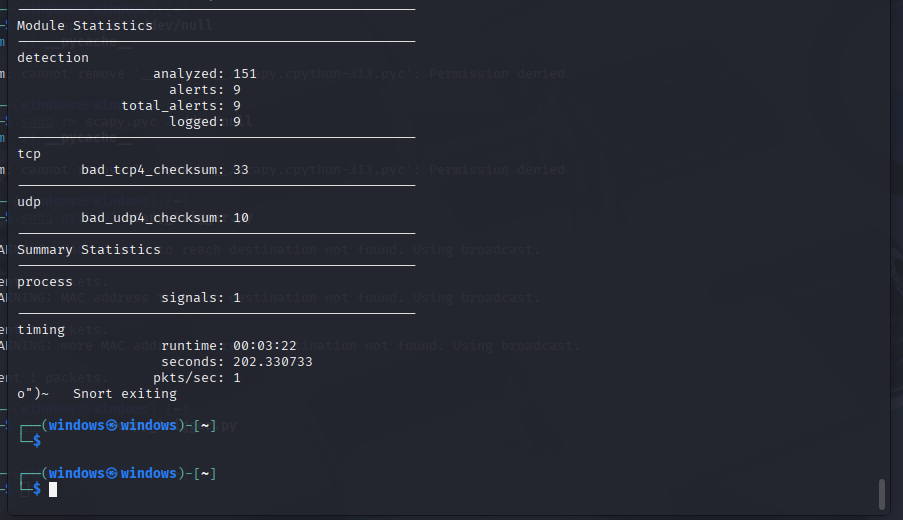 Module Statistics
detection
analyzed: 151
alerts: 9
total_alerts: 9
logged: 9
tcp
bad_tcp4_checksum: 33
udp
bad_udp4_checksum: 10
Summary Statistics
process
signals: 1
timing
runtime: 00:03:22
seconds: 202.330733
pkts/sec: 1
o")~   Snort exiting
┌──(windows㉿windows)-[~]
└─$
┌──(windows㉿windows)-[~]
└─$